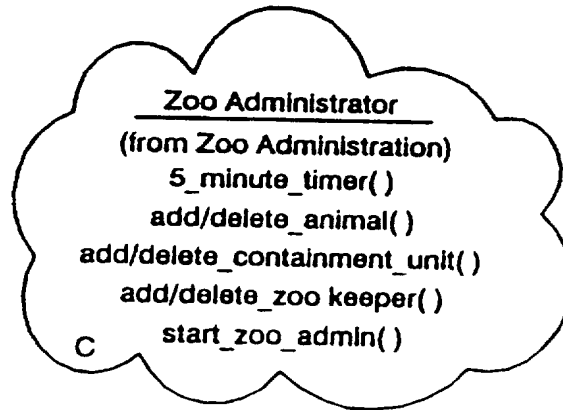 Zoo Administrator
(from Zoo Administration)
5_minute_timer( )
add/delete_animal( )
add/delete_containment_unit( )
add/delete_zoo keeper( )
start_zoo_admin( )
C